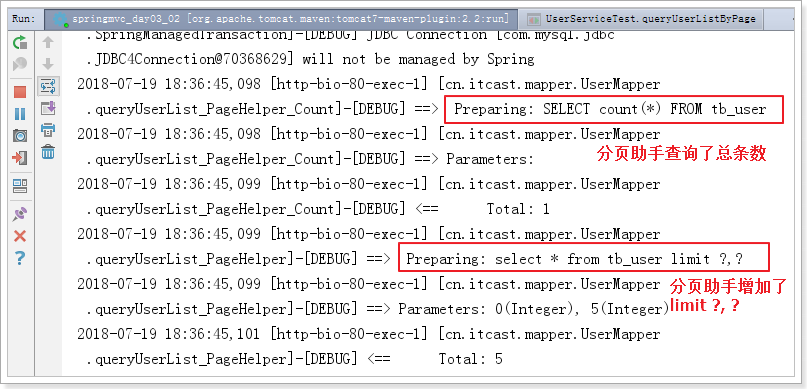 Run: springmvc_day03_02 [org.apache.tomcat.maven:tomcat7-maven-plugin:2.2:run] UserServiceTest.queryUserListByPage
.SpringManagedTransaction]-[DEBUG] JDBC Connection [com.mysql.jdbc
.JDBC4Connection@70368629] will not be managed by Spring
2018-07-19 18:36:45,098 [http-bio-80-exec-1] [cn.itcast.mapper.UserMapper
.queryUserList_PageHelper_Count]-[DEBUG] ==>  Preparing: SELECT count(*) FROM tb_user
2018-07-19 18:36:45,098 [http-bio-80-exec-1] [cn.itcast.mapper.UserMapper
分页助手查询了总条数
.queryUserList_PageHelper_Count]-[DEBUG] ==> Parameters:
2018-07-19 18:36:45,099 [http-bio-80-exec-1] [cn.itcast.mapper.UserMapper
.queryUserList_PageHelper_Count]-[DEBUG] <==      Total: 1
2018-07-19 18:36:45,099 [http-bio-80-exec-1] [cn.itcast.mapper.UserMapper
.queryUserList_PageHelper]-[DEBUG] ==>  Preparing: select * from tb_user limit ?,?
2018-07-19 18:36:45,099 [http-bio-80-exec-1] [cn.itcast.mapper.UserMapper
分页助手增加了
limit ?, ?
.queryUserList_PageHelper]-[DEBUG] ==> Parameters: 0(Integer), 5(Integer)
2018-07-19 18:36:45,101 [http-bio-80-exec-1] [cn.itcast.mapper.UserMapper
.queryUserList_PageHelper]-[DEBUG] <==      Total: 5